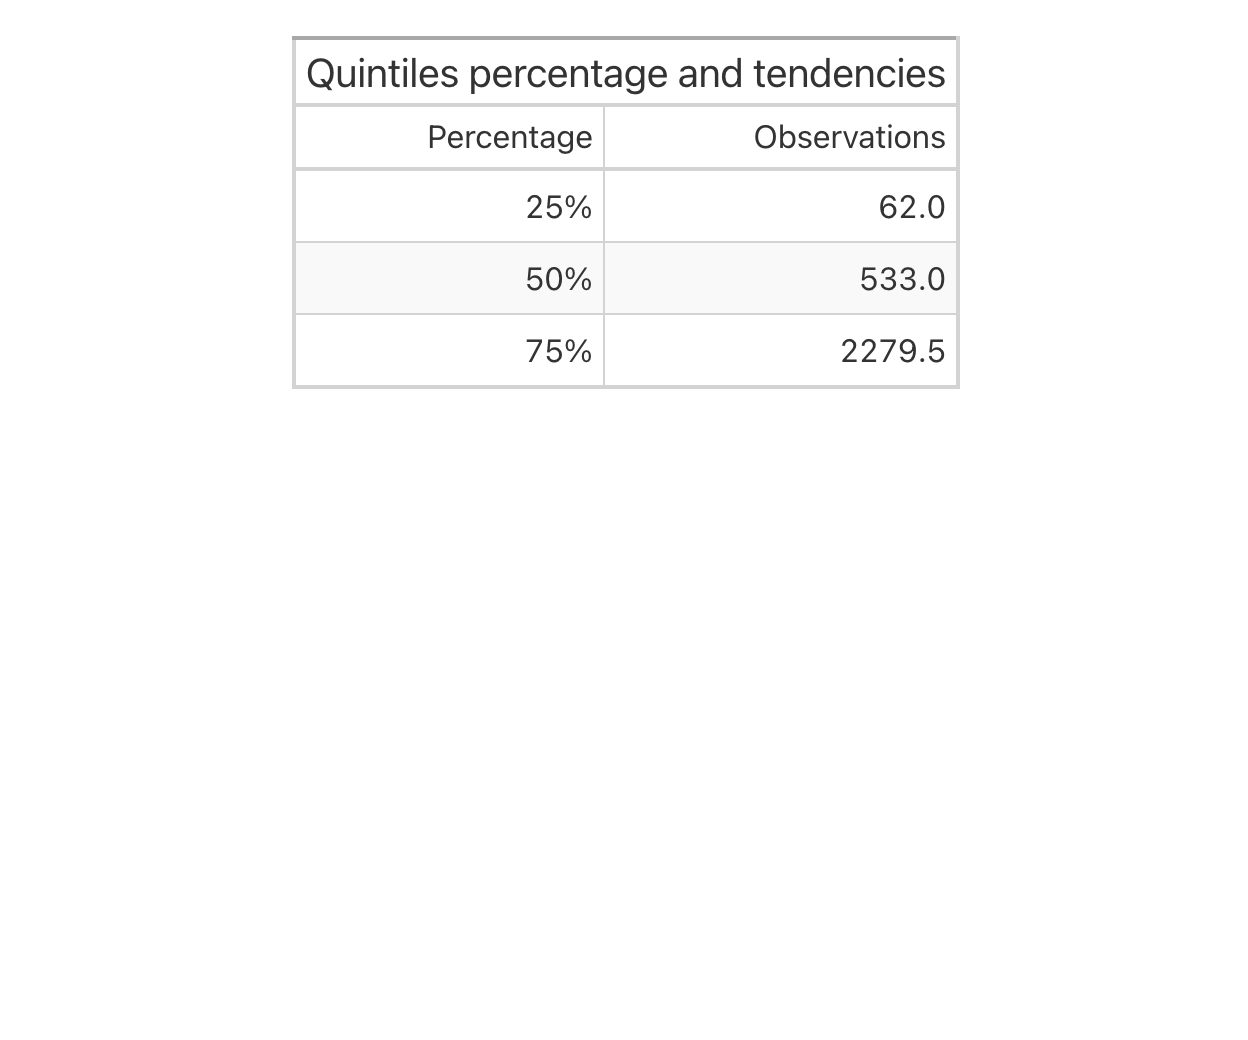 Quintiles percentage and tendencies
Percentage Observations
25% 62.0
50% 533.0
75% 2279.5